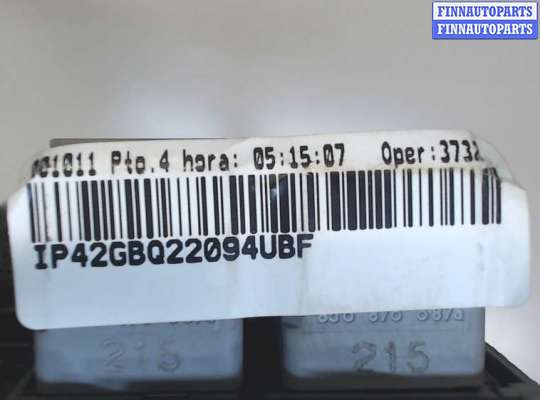 FINNAUTOPARTS
FINNAUTOPARTS
Pto.4 hora: 05:15:07 Oper:3732
IP42GBQ22094UBF
215
215